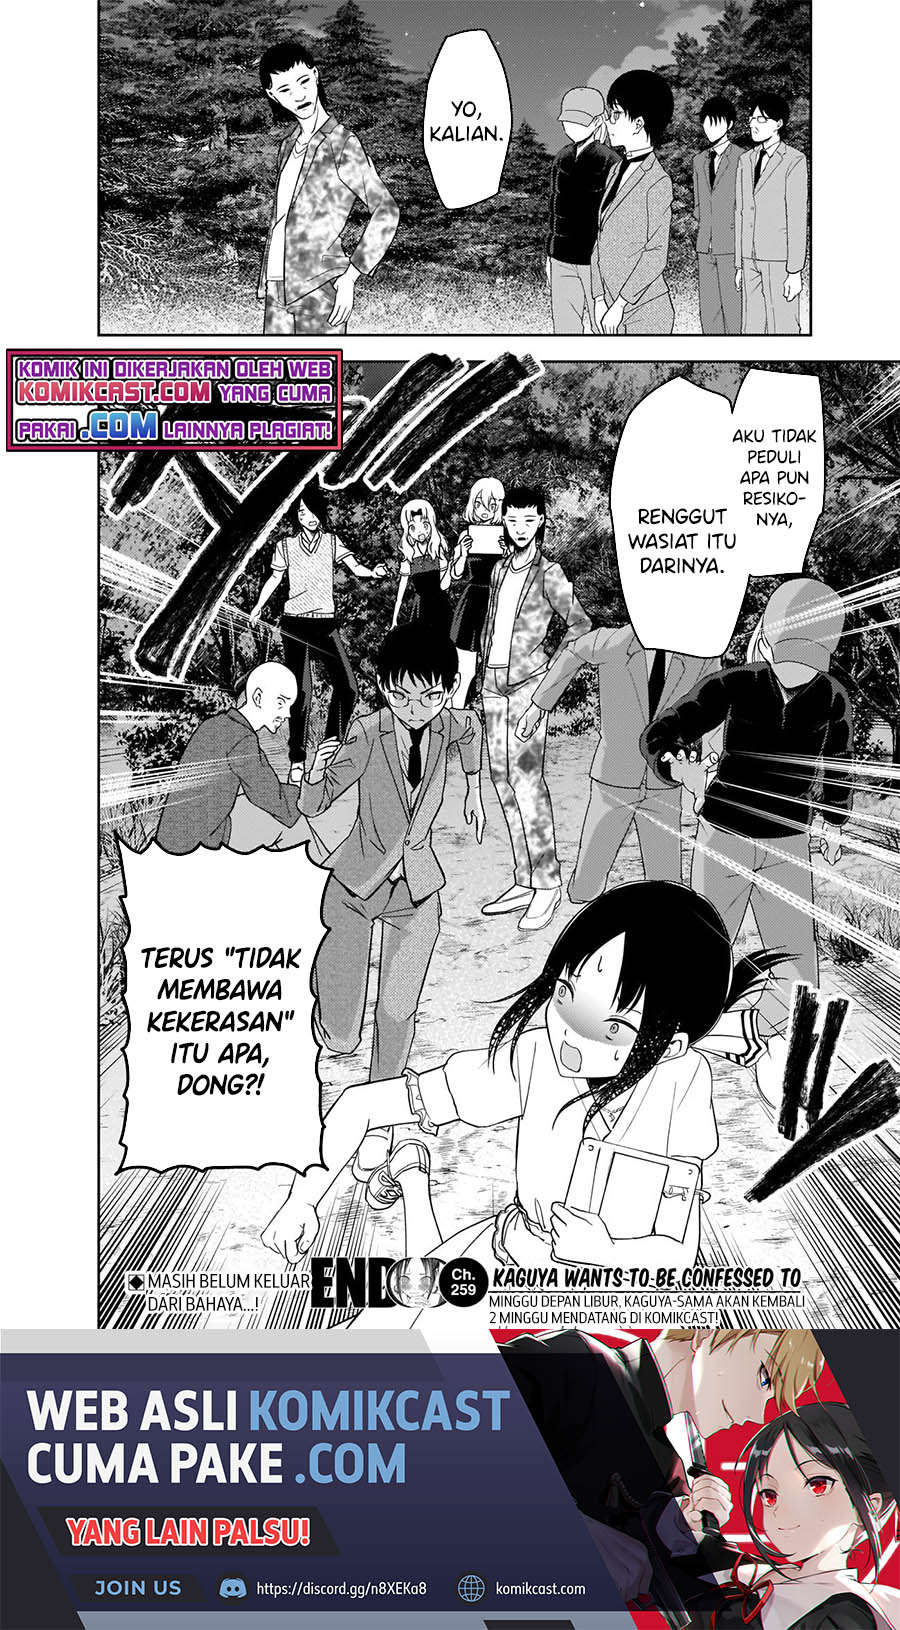 YO,
KALIAN.
KOMIK INI DIKERJAKAN OLEH WEB
KOMIKCAST.COM YANG CUMA
PAKAI .COM LAINNYA PLAGIAT!
AKU TIDAK
PEDULI
APA PUN
RESIKO-
NYA,
RENGGUT
WASIAT ITU
DARINYA.
TERUS "TIDAK
MEMBAWA
KEKERASAN"
ITU APA,
DONG?!
MASIH BELUM KELUAR
DARI BAHAYA...!
END
Ch.
259
KAGUYA WANTS TO BE CONFESSED TO
MINGGU DEPAN LIBUR, KAGUYA-SAMA AKAN KEMBALI
2 MINGGU MENDATANG DI KOMIKCAST!
WEB ASLI KOMIKCAST
CUMA PAKE .COM
YANG LAIN PALSU!
JOIN US
https://discord.gg/n8XEKa8
komikcast.com